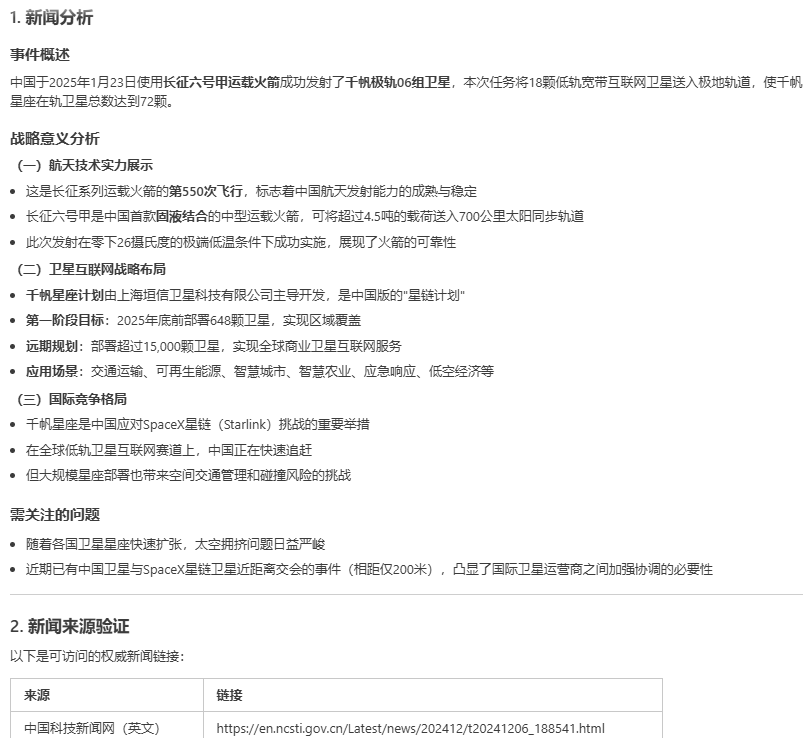 1. 新闻分析
事件概述
中国于2025年1月23日使用长征六号甲运载火箭成功发射了千帆极轨06组卫星，本次任务将18颗低轨宽带互联网卫星送入极地轨道，使千帆
星座在轨卫星总数达到72颗。
战略意义分析
（一）航天技术实力展示
• 这是长征系列运载火箭的第550次飞行，标志着中国航天发射能力的成熟与稳定
• 长征六号甲是中国首款固液结合的中型运载火箭，可将超过4.5吨的载荷送入700公里太阳同步轨道
• 此次发射在零下26摄氏度的极端低温条件下成功实施，展现了火箭的可靠性
（二）卫星互联网战略布局
• 千帆星座计划由上海垣信卫星科技有限公司主导开发，是中国版的"星链计划"
• 第一阶段目标：2025年底前部署648颗卫星，实现区域覆盖
• 远期规划：部署超过15,000颗卫星，实现全球商业卫星互联网服务
• 应用场景：交通运输、可再生能源、智慧城市、智慧农业、应急响应、低空经济等
（三）国际竞争格局
• 千帆星座是中国应对SpaceX星链（Starlink）挑战的重要举措
• 在全球低轨卫星互联网赛道上，中国正在快速追赶
• 但大规模星座部署也带来空间交通管理和碰撞风险的挑战
需关注的问题
• 随着各国卫星星座快速扩张，太空拥挤问题日益严峻
• 近期已有中国卫星与SpaceX星链卫星近距离交会的事件（相距仅200米），凸显了国际卫星运营商之间加强协调的必要性
2. 新闻来源验证
以下是可访问的权威新闻链接：
来源 链接
中国科技新闻网（英文） https://en.ncsti.gov.cn/Latest/news/202412/t20241206_188541.html